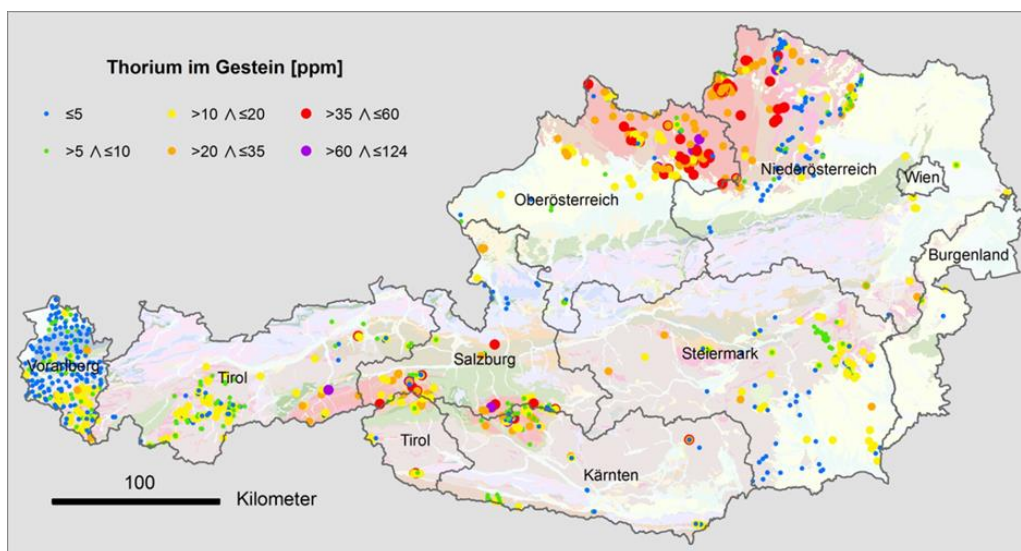 Thorium im Gestein [ppm]
≤5
>10 ∧ ≤20
>35 ∧ ≤60
>5 ∧ ≤10
>20 ∧ ≤35
>60 ∧ ≤124
Niederösterreich
Wien
Oberösterreich
Burgenland
Vorarlberg
Tirol
Salzburg
Steiermark
Tirol
Kärnten
100
Kilometer